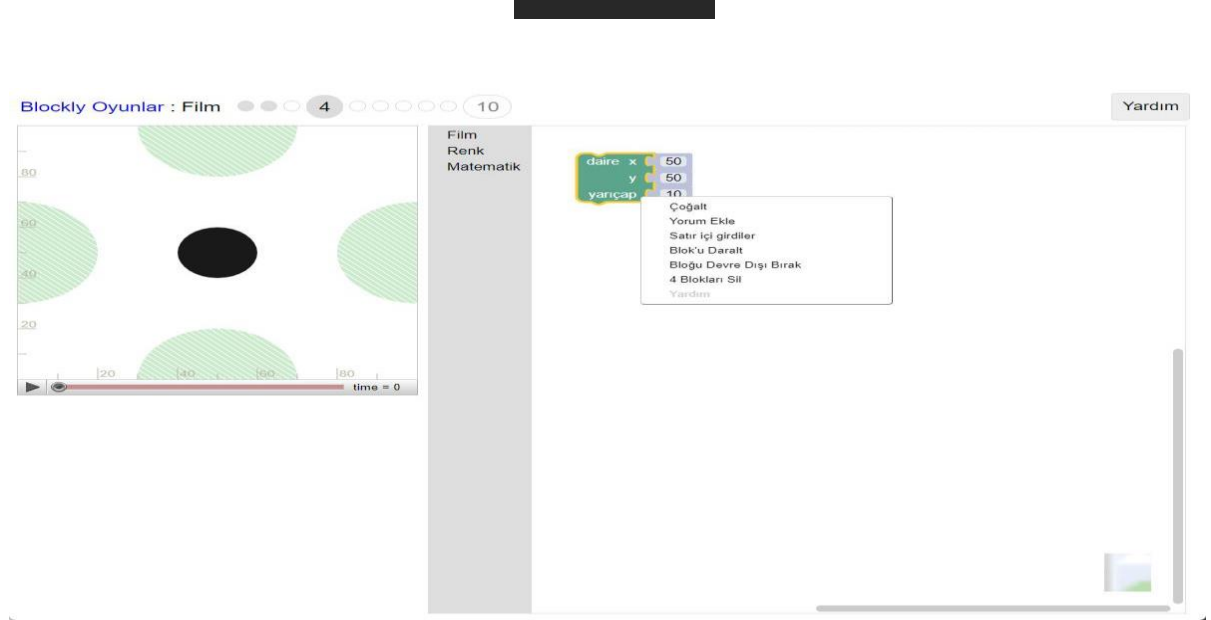 Blockly Oyunlar : Film 4 10 Yardım
Film
Renk
Matematik
daire x 50
y 50
yarıçap 10
Çoğalt
Yorum Ekle
Satır içi girdiler
Blok'u Daralt
Bloğu Devre Dışı Bırak
4 Blokları Sil
Yardım
80
60
40
20
20 40 60 80
time = 0